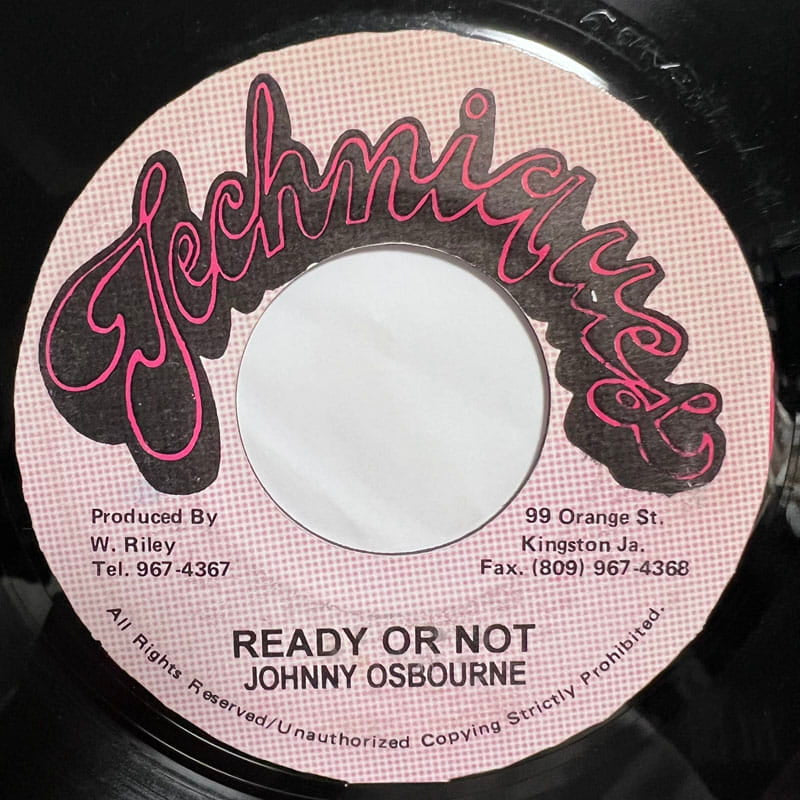 Techniques
Produced By
W. Riley
Tel. 967-4367
99 Orange St.
Kingston Ja.
Fax. (809) 967-4368
READY OR NOT
JOHNNY OSBOURNE
All Rights Reserved/Unauthorized Copying Strictly Prohibited.